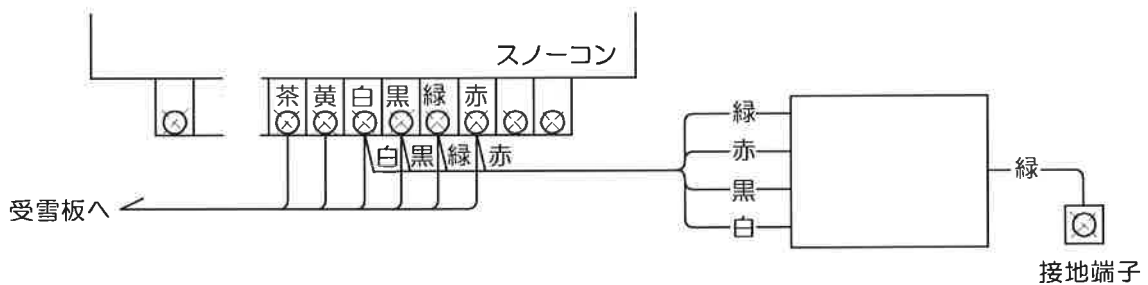 スノーコン
茶 黄 白 黒 緑 赤
白 黒 緑 赤
受雪板へ
緑
赤
黒
白
緑
接地端子